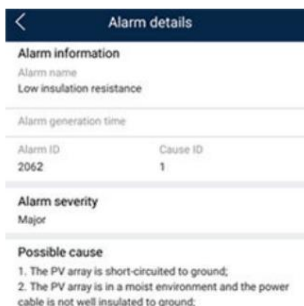 Alarm details
Alarm information
Alarm name
Low insulation resistance
Alarm generation time
Alarm ID Cause ID
2062 1
Alarm severity
Major
Possible cause
1. The PV array is short-circuited to ground;
2. The PV array is in a moist environment and the power
cable is not well insulated to ground;